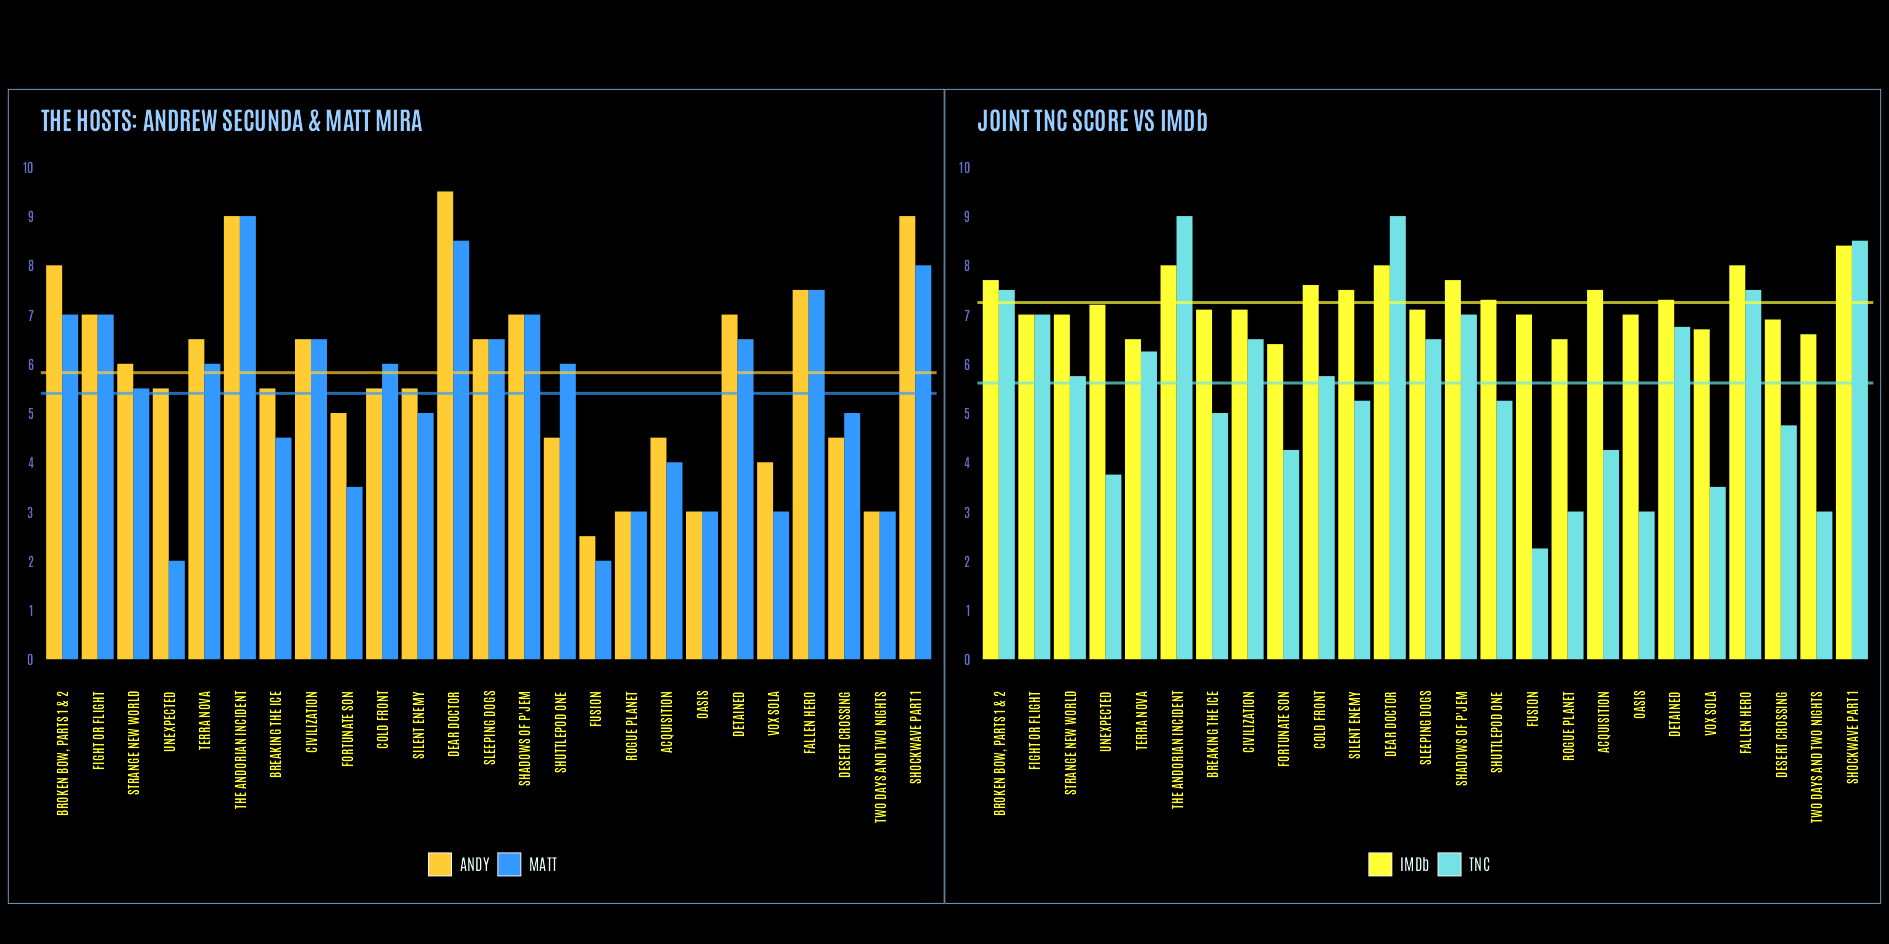 THE HOSTS: ANDREW SECUNDA & MATT MIRA
10
9
8
7
6
5
4
3
2
1
0
BROKEN BOW, PARTS 1 & 2
FIGHT OR FLIGHT
STRANGE NEW WORLD
UNEXPECTED
TERRA NOVA
THE ANDORIAN INCIDENT
BREAKING THE ICE
CIVILIZATION
FORTUNATE SON
COLD FRONT
SILENT ENEMY
DEAR DOCTOR
SLEEPING DOGS
SHADOWS OF P'JEM
SHUTTLEPOD ONE
FUSION
ROGUE PLANET
ACQUISITION
OASIS
DETAINED
VOX SOLA
FALLEN HERO
DESERT CROSSING
TWO DAYS AND TWO NIGHTS
SHOCKWAVE PART 1
ANDY
MATT
JOINT TNC SCORE VS IMDb
10
9
8
7
6
5
4
3
2
1
0
BROKEN BOW, PARTS 1 & 2
FIGHT OR FLIGHT
STRANGE NEW WORLD
UNEXPECTED
TERRA NOVA
THE ANDORIAN INCIDENT
BREAKING THE ICE
CIVILIZATION
FORTUNATE SON
COLD FRONT
SILENT ENEMY
DEAR DOCTOR
SLEEPING DOGS
SHADOWS OF P'JEM
SHUTTLEPOD ONE
FUSION
ROGUE PLANET
ACQUISITION
OASIS
DETAINED
VOX SOLA
FALLEN HERO
DESERT CROSSING
TWO DAYS AND TWO NIGHTS
SHOCKWAVE PART 1
IMDb
TNC